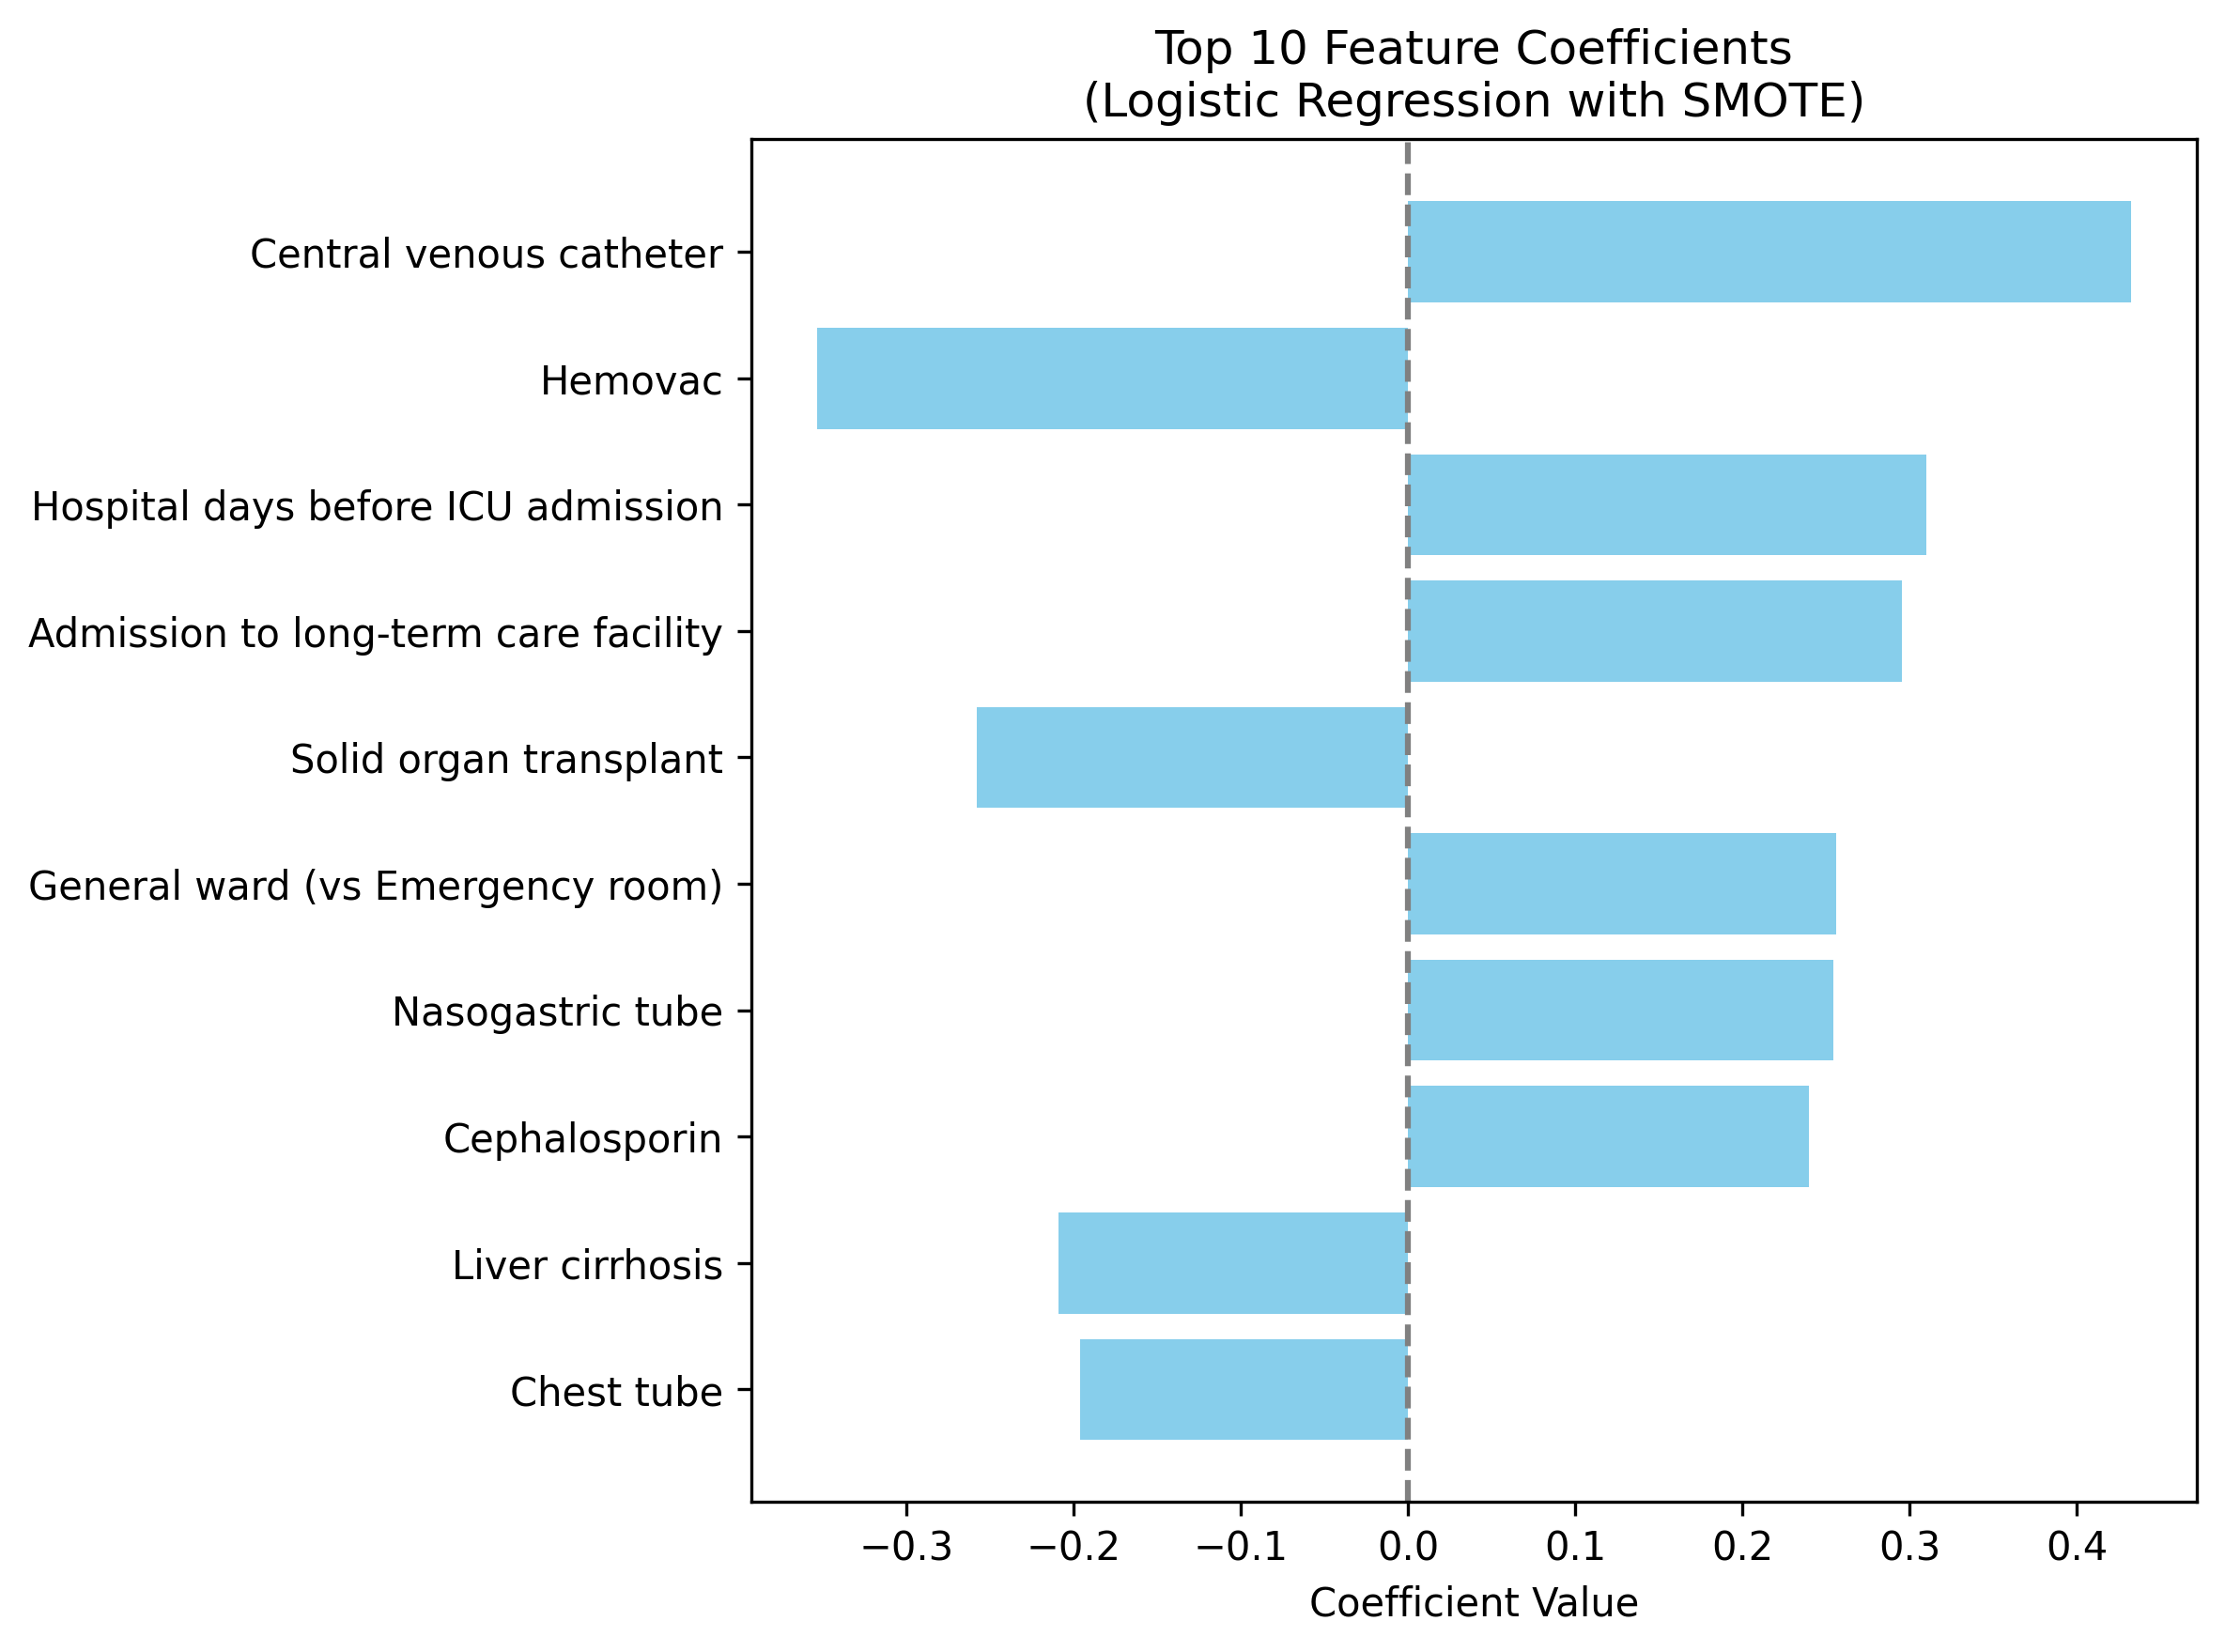 Top 10 Feature Coefficients
(Logistic Regression with SMOTE)
Central venous catheter
Hemovac
Hospital days before ICU admission
Admission to long-term care facility
Solid organ transplant
General ward (vs Emergency room)
Nasogastric tube
Cephalosporin
Liver cirrhosis
Chest tube
−0.3 −0.2 −0.1 0.0 0.1 0.2 0.3 0.4
Coefficient Value